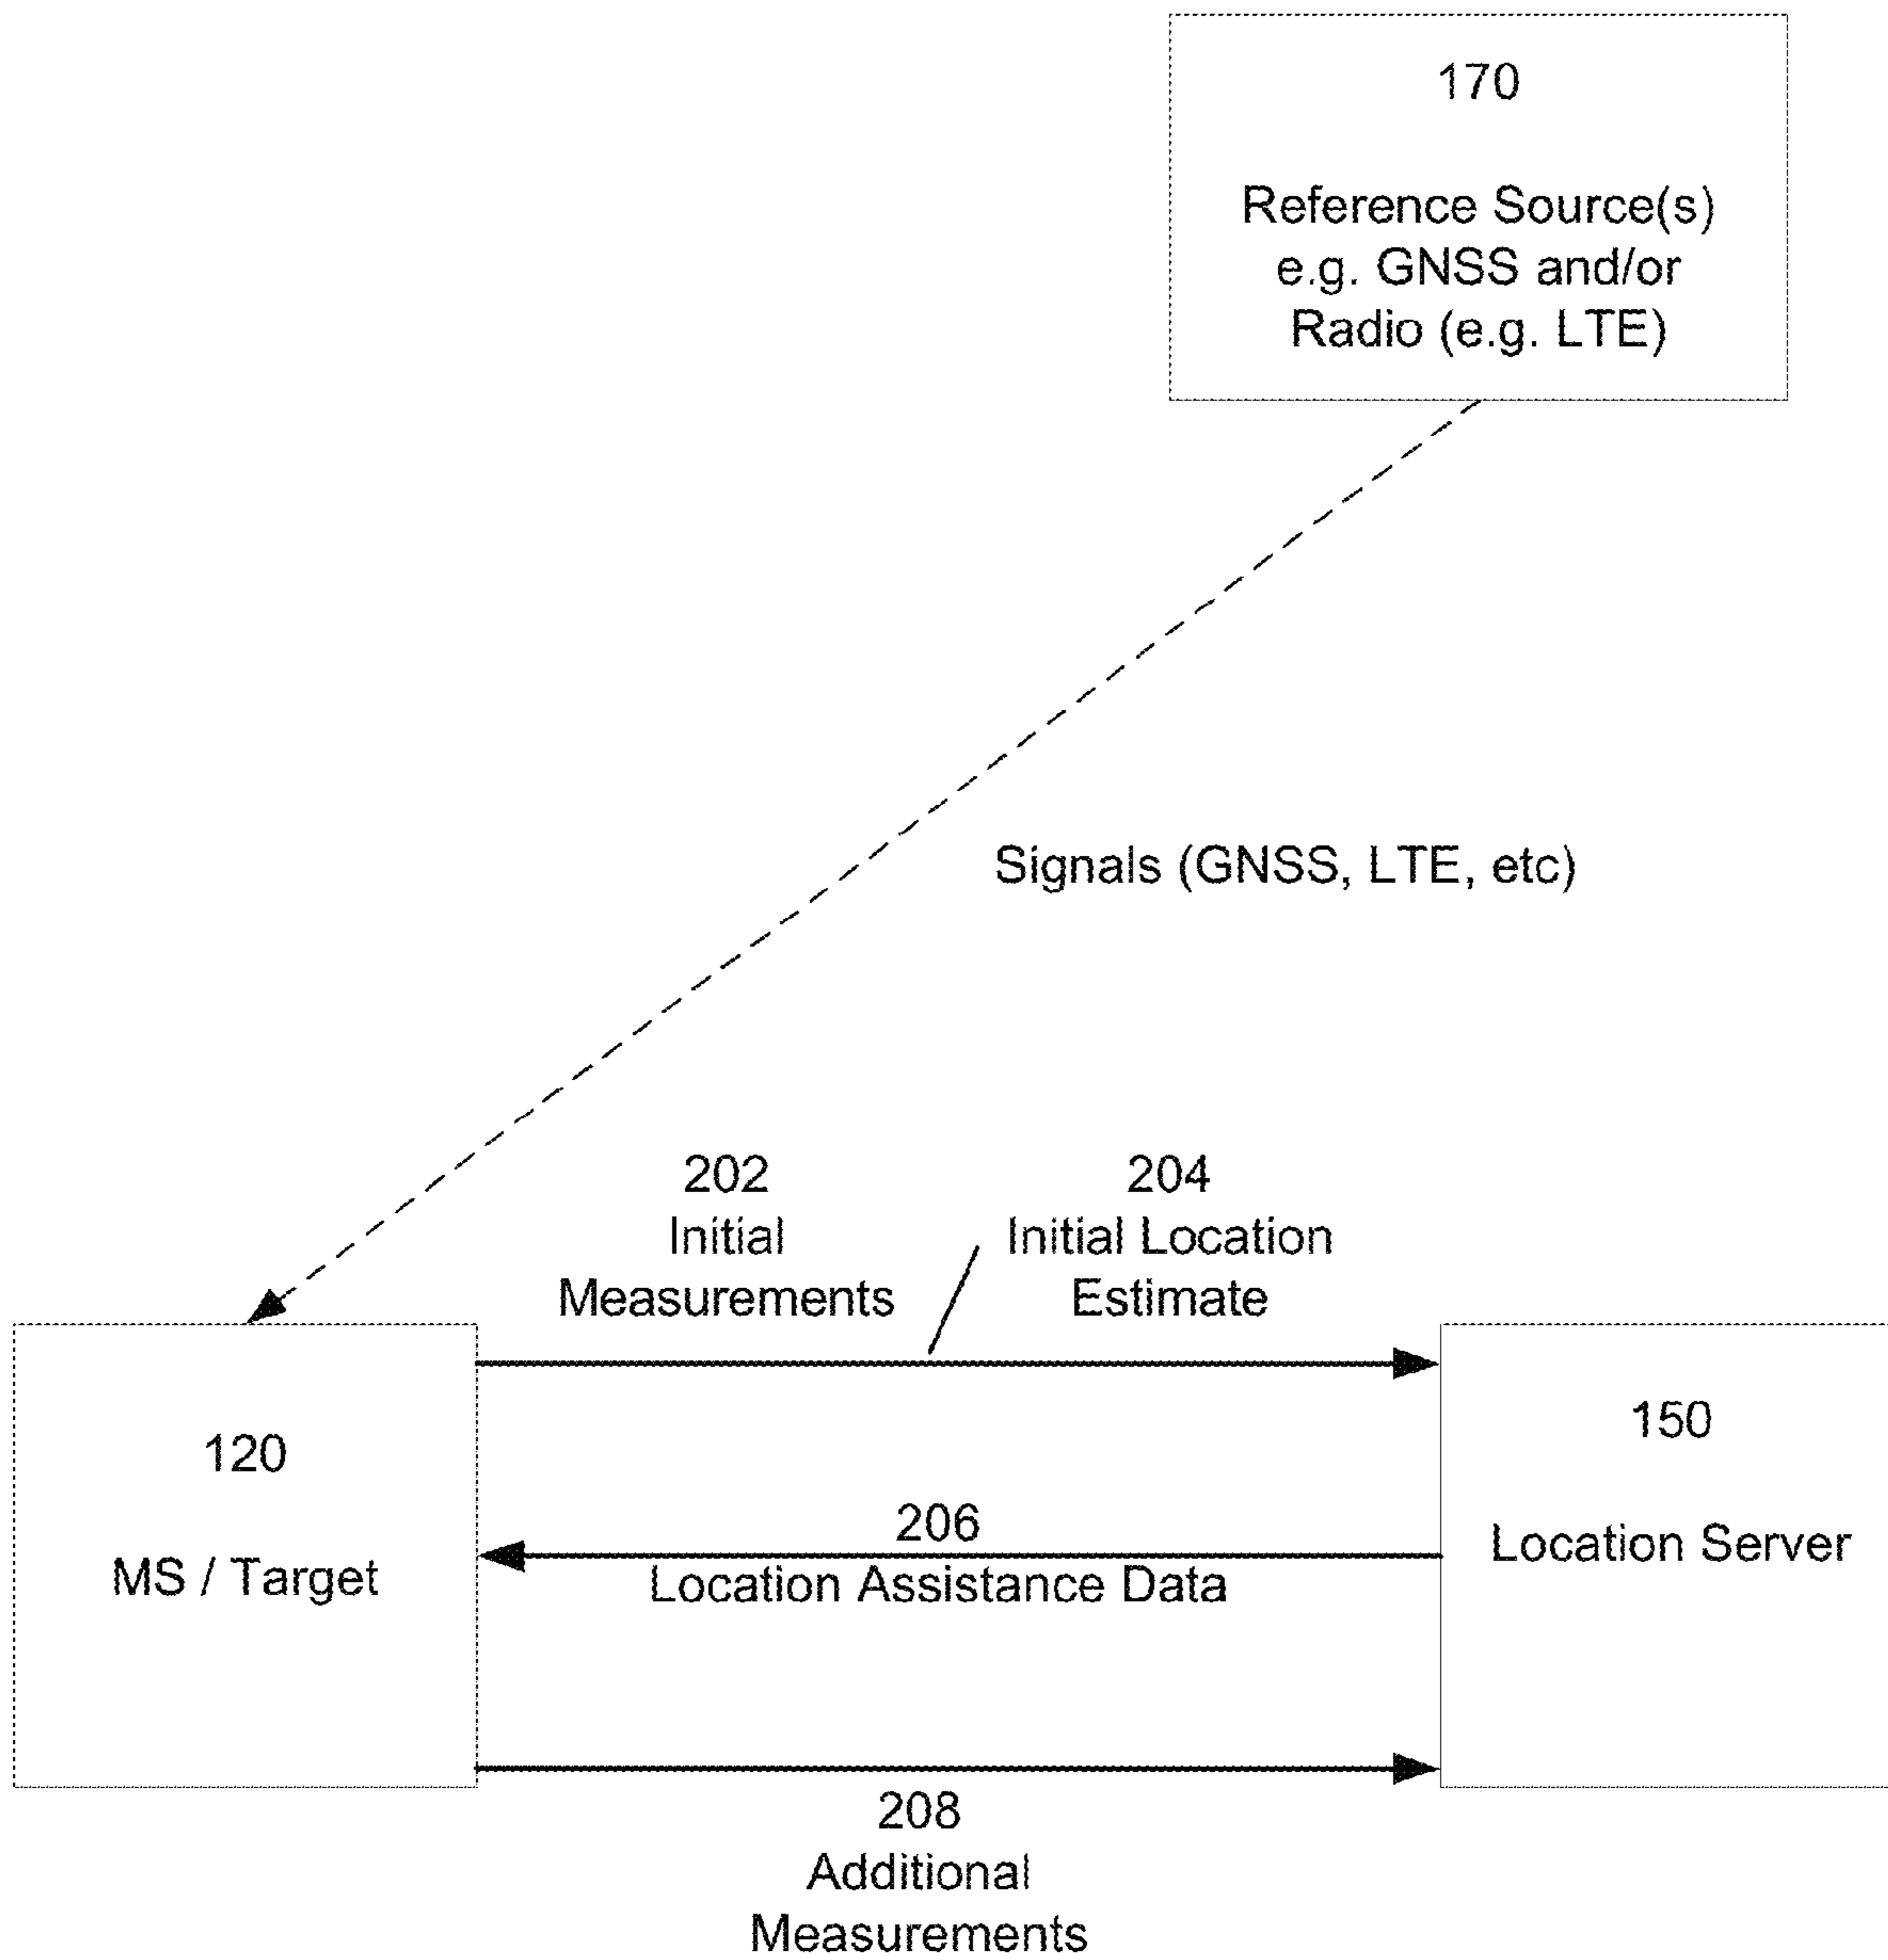 170
Reference Source(s)
e.g. GNSS and/or
Radio (e.g. LTE)
Signals (GNSS, LTE, etc)
202
Initial
Measurements
204
Initial Location
Estimate
120
MS / Target
150
Location Server
206
Location Assistance Data
208
Additional
Measurements